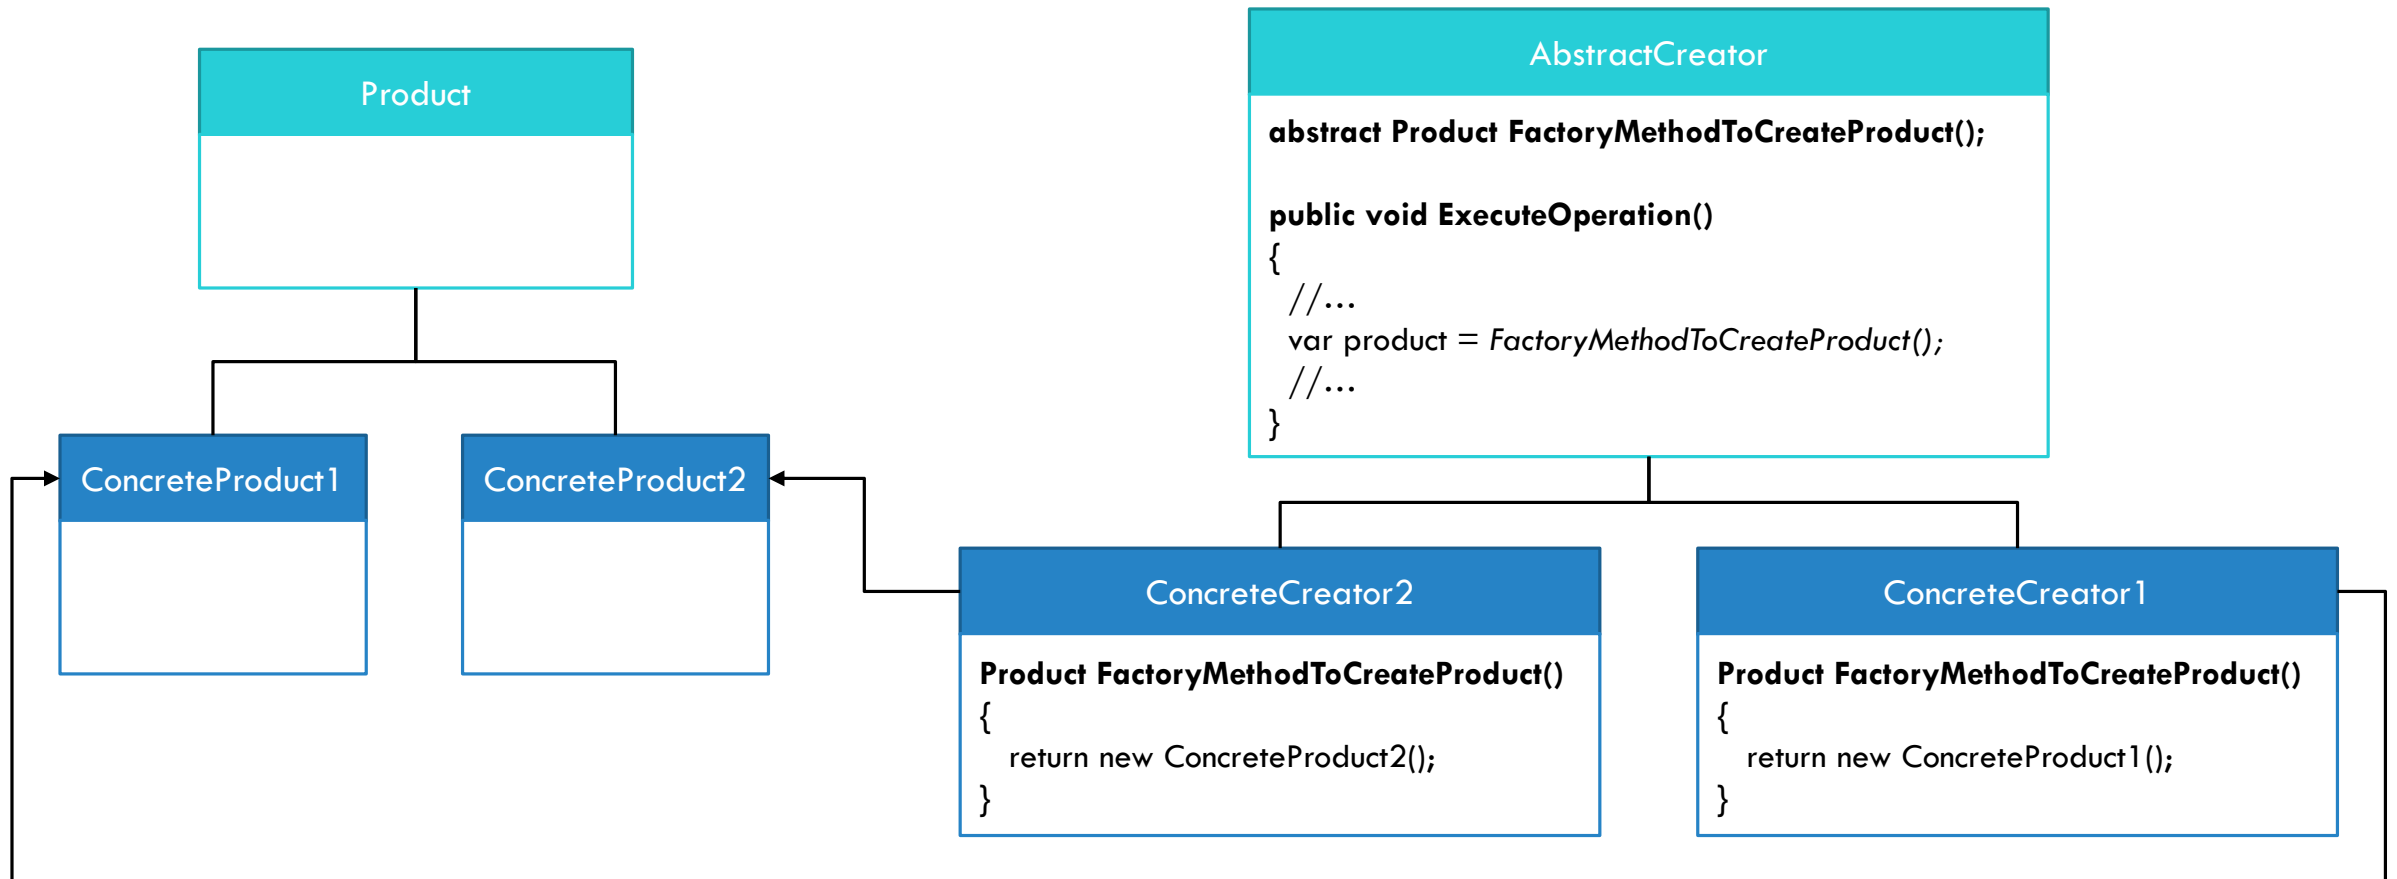 Product
AbstractCreator
abstract Product FactoryMethodToCreateProduct();
public void ExecuteOperation()
{
//...
var product = FactoryMethodToCreateProduct();
//...
}
ConcreteProduct1
ConcreteProduct2
ConcreteCreator2
Product FactoryMethodToCreateProduct()
{
return new ConcreteProduct2();
}
ConcreteCreator1
Product FactoryMethodToCreateProduct()
{
return new ConcreteProduct1();
}